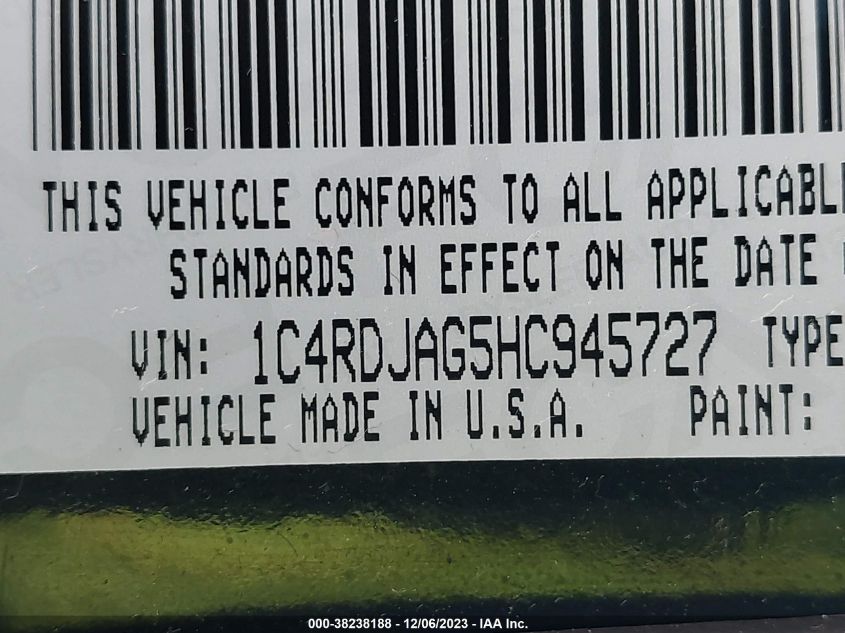 THIS VEHICLE CONFORMS TO ALL APPLICABL
STANDARDS IN EFFECT ON THE DATE
VIN: 1C4RDJAG5HC945727 TYPE
VEHICLE MADE IN U.S.A. PAINT:
000-38238188 - 12/06/2023 - IAA Inc.